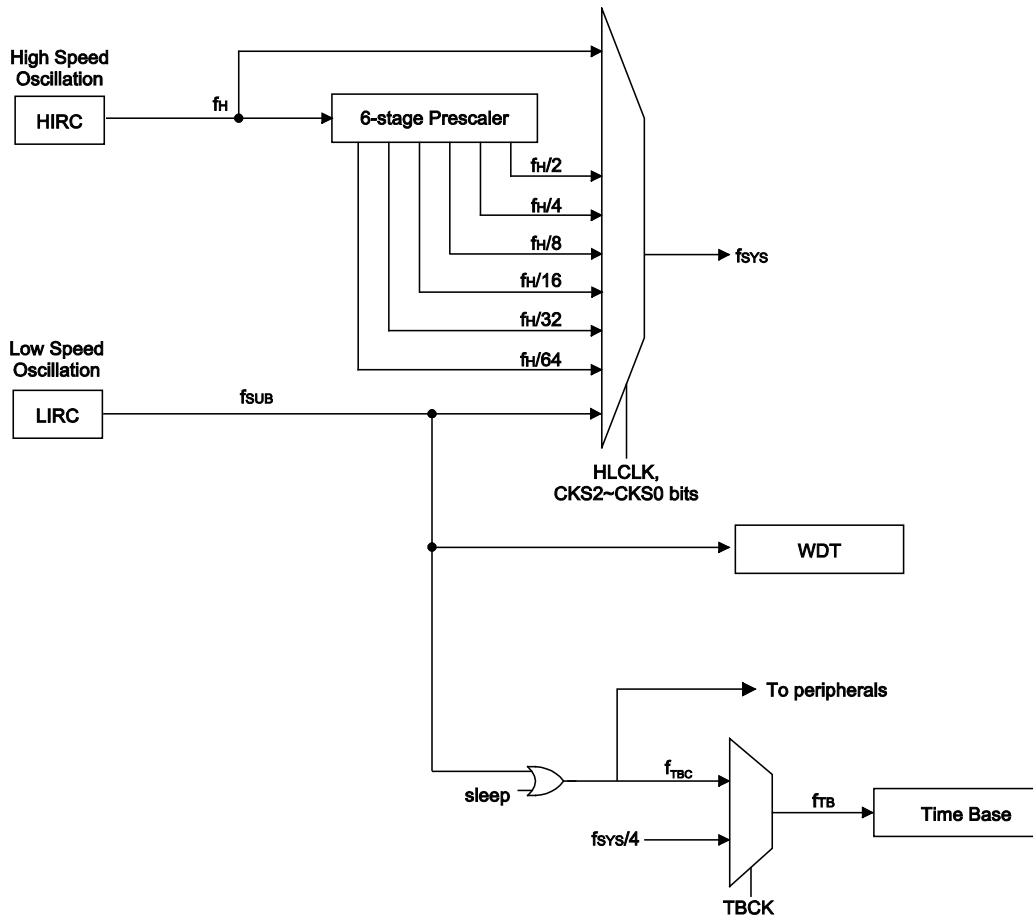 High Speed
Oscillation
HIRC
fH
6-stage Prescaler
fH/2
fH/4
fH/8
fH/16
fH/32
fH/64
fSYS
Low Speed
Oscillation
LIRC
fSUB
HLCLK,
CKS2~CKS0 bits
WDT
To peripherals
sleep
fTBC
fSYS/4
fTB
Time Base
TBCK